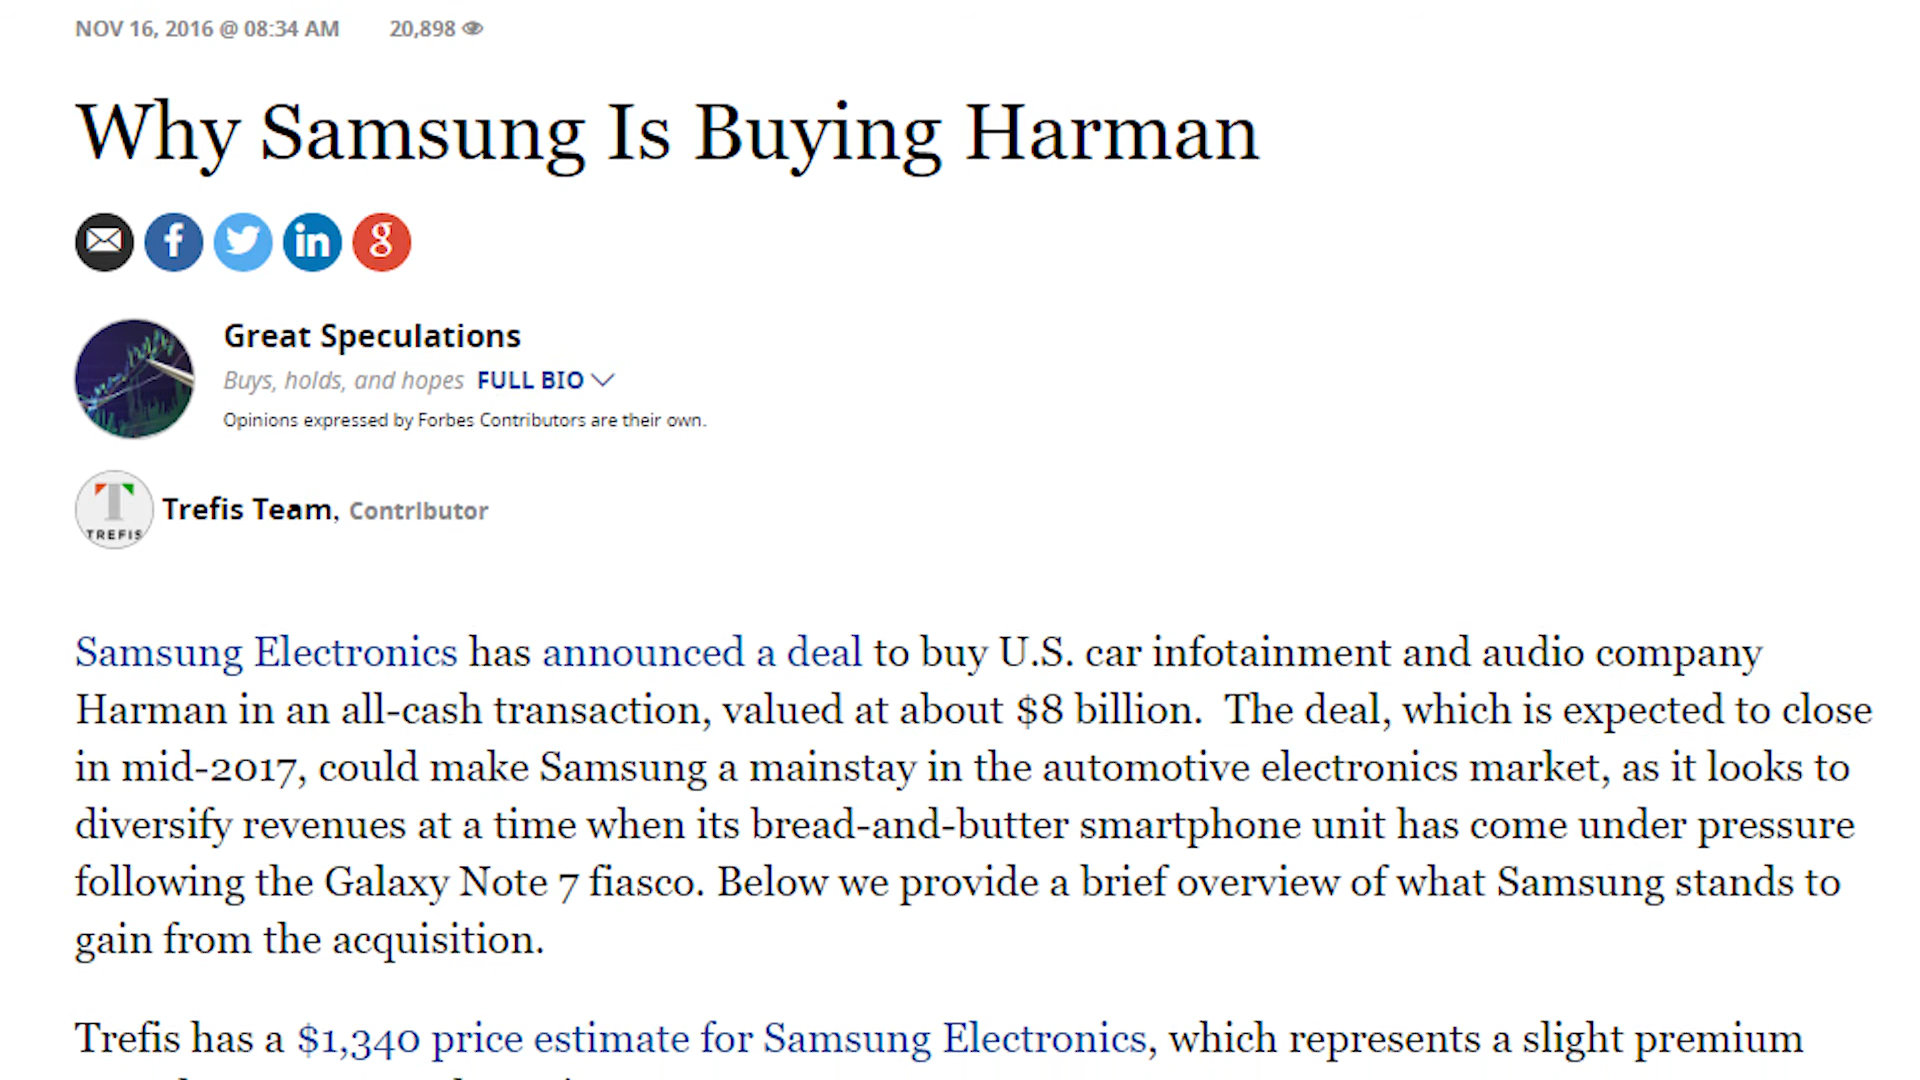 NOV 16, 2016 @ 08:34 AM 20,898
Why Samsung Is Buying Harman
f in g
Great Speculations
Buys, holds, and hopes FULL BIO
Opinions expressed by Forbes Contributors are their own.
T
TREFIS
Trefis Team, Contributor
Samsung Electronics has announced a deal to buy U.S. car infotainment and audio company
Harman in an all-cash transaction, valued at about $8 billion. The deal, which is expected to close
in mid-2017, could make Samsung a mainstay in the automotive electronics market, as it looks to
diversify revenues at a time when its bread-and-butter smartphone unit has come under pressure
following the Galaxy Note 7 fiasco. Below we provide a brief overview of what Samsung stands to
gain from the acquisition.
Trefis has a $1,340 price estimate for Samsung Electronics, which represents a slight premium